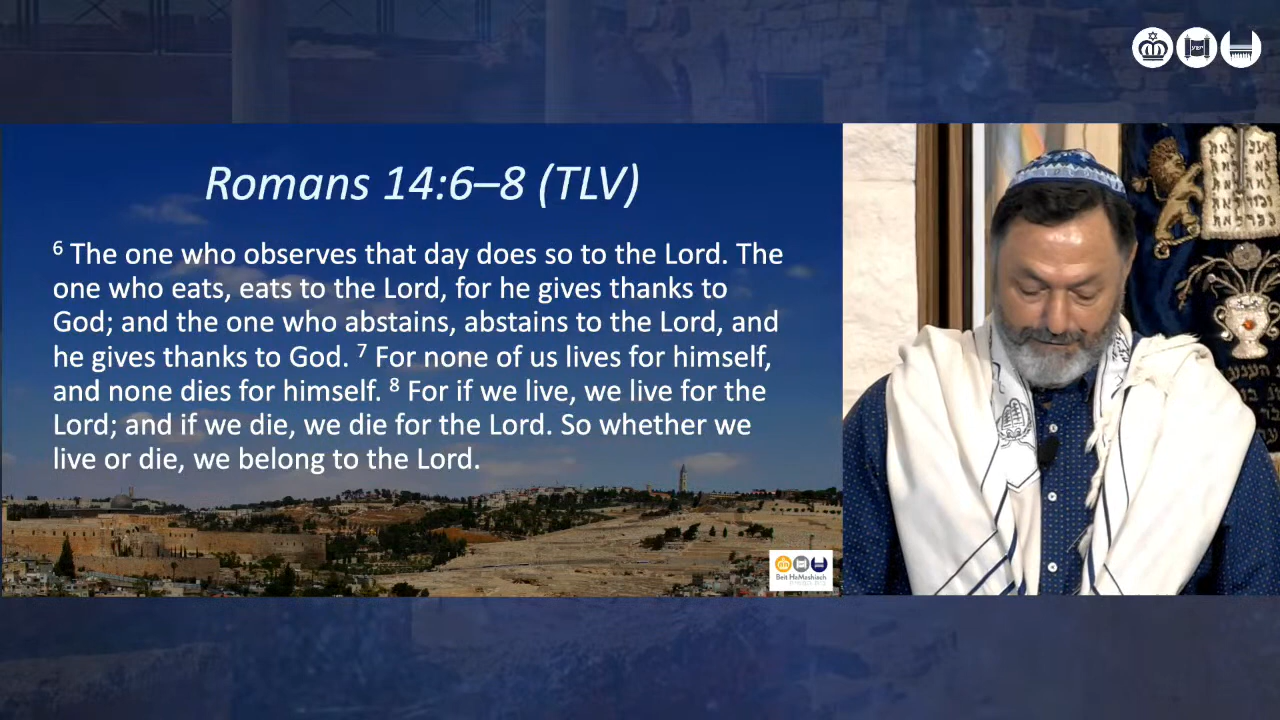 Romans 14:6–8 (TLV)
6 The one who observes that day does so to the Lord. The
one who eats, eats to the Lord, for he gives thanks to
God; and the one who abstains, abstains to the Lord, and
he gives thanks to God. 7 For none of us lives for himself,
and none dies for himself. 8 For if we live, we live for the
Lord; and if we die, we die for the Lord. So whether we
live or die, we belong to the Lord.
Beit HaMashiach